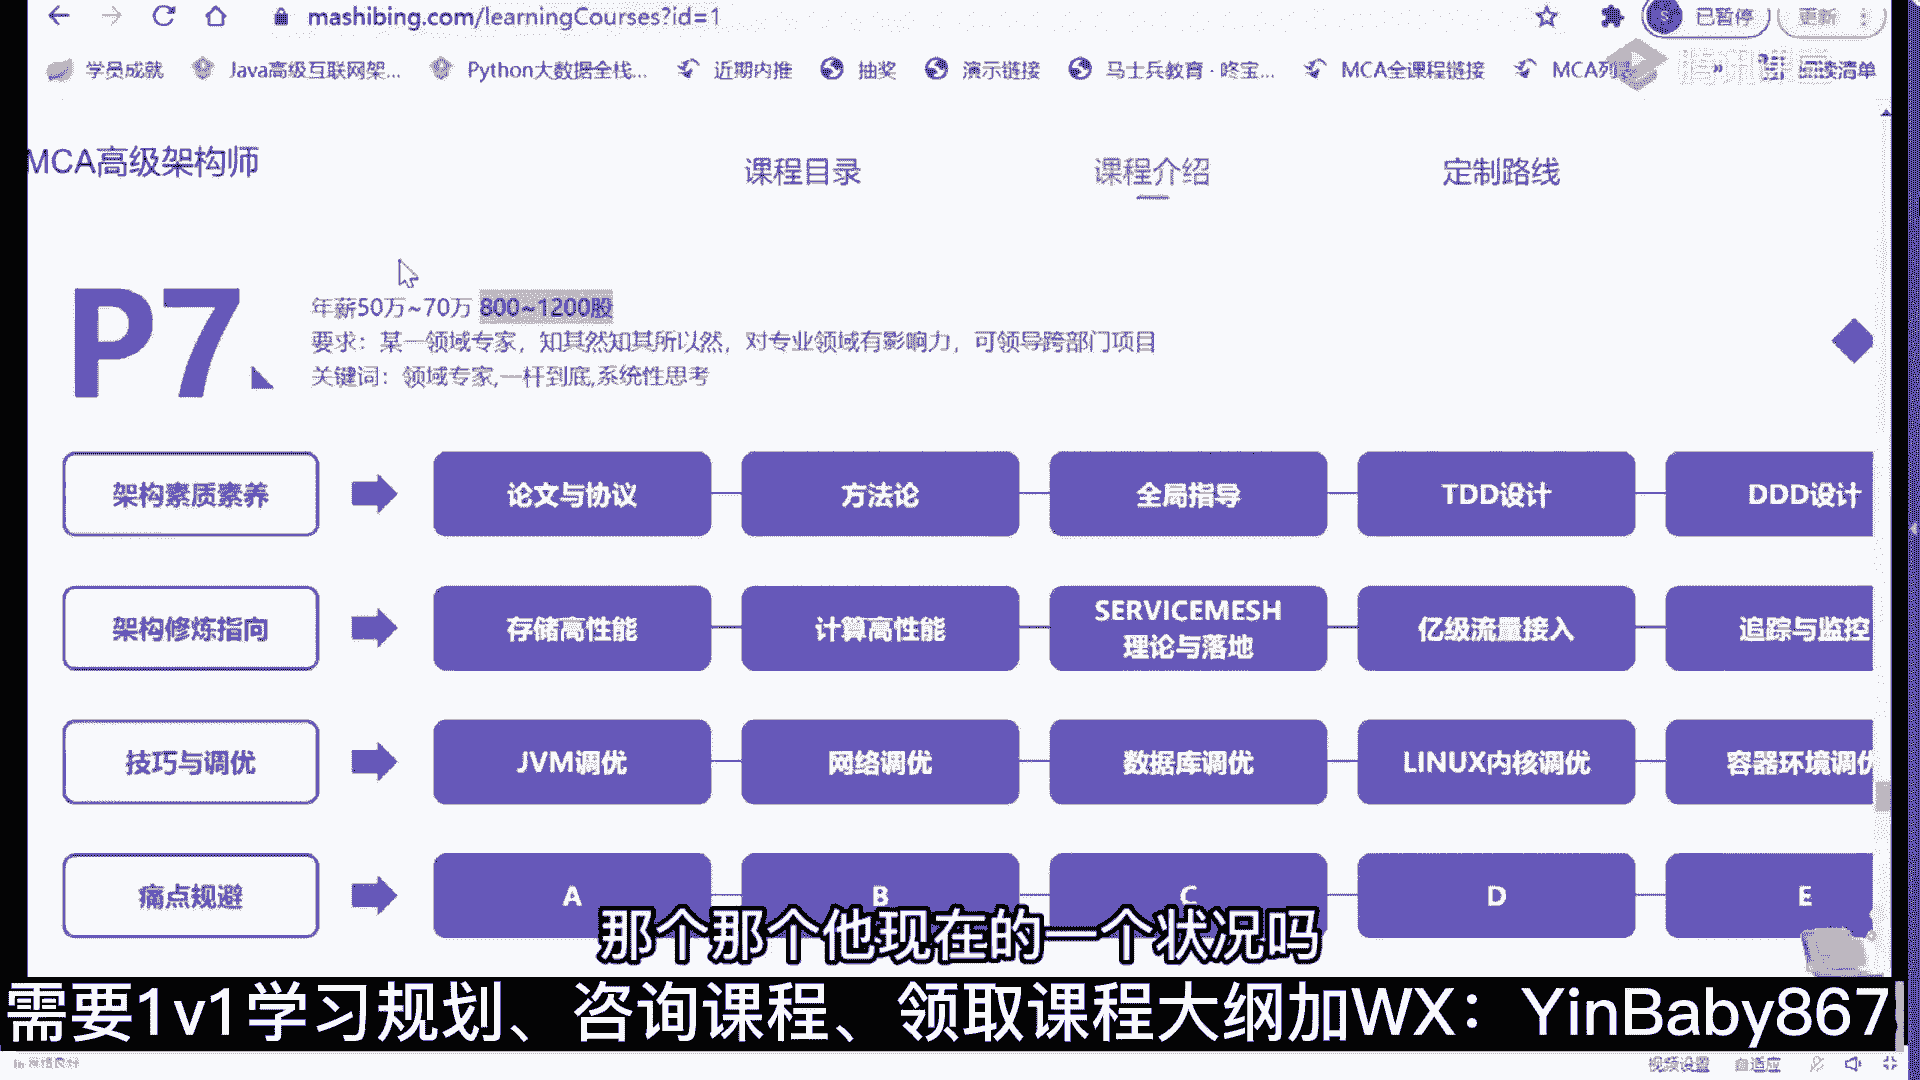 mashibing.com/learningCourses?id=1
已暂停
更新
学员成就 Java高级互联网架... Python大数据全栈... 近期内推 抽奖 演示链接 马士兵教育 · 咚宝... MCA全课程链接 MCA列 » 阅读清单
MCA高级架构师
课程目录 课程介绍 定制路线
P7
年薪50万~70万 800~1200股
要求：某一领域专家，知其然知其所以然，对专业领域有影响力，可领导跨部门项目
关键词：领域专家,一杆到底,系统性思考
架构素质素养 论文与协议 方法论 全局指导 TDD设计 DDD设计
架构修炼指向 存储高性能 计算高性能 SERVICEMESH 理论与落地 亿级流量接入 追踪与监控
技巧与调优 JVM调优 网络调优 数据库调优 LINUX内核调优 容器环境调优
痛点规避 A B C D E
那个那个他现在的一个状况吗
需要1v1学习规划、咨询课程、领取课程大纲加WX：YinBaby867
视频设置 自适应